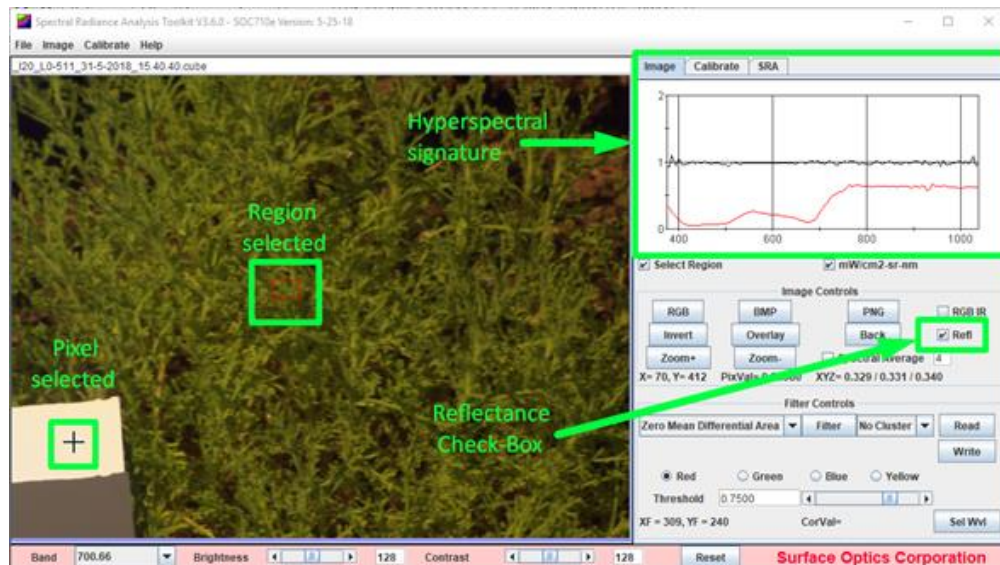 Spectral Radiance Analysis Toolkit V3.6.0 - SOC710e Version: 5-25-18
File Image Calibrate Help
_I20_L0-511_31-5-2018_15.40.40.cube
Hyperspectral
signature
Region
selected
Pixel
selected
Reflectance
Check-Box
Image Calibrate SRA
2
1
0
400 600 800 1000
Select Region mW/cm2-sr-nm
Image Controls
RGB BMP PNG RGB IR
Invert Overlay Back Refl
Zoom+ Zoom- Average 4
X= 70, Y= 412 XYZ= 0.329 / 0.331 / 0.340
Filter Controls
Zero Mean Differential Area Filter No Cluster Read
Write
Red Green Blue Yellow
Threshold 0.7500
XF = 309, YF = 240 CorVal= Sel Wvl
Band 700.66 Brightness 128 Contrast 128 Reset Surface Optics Corporation